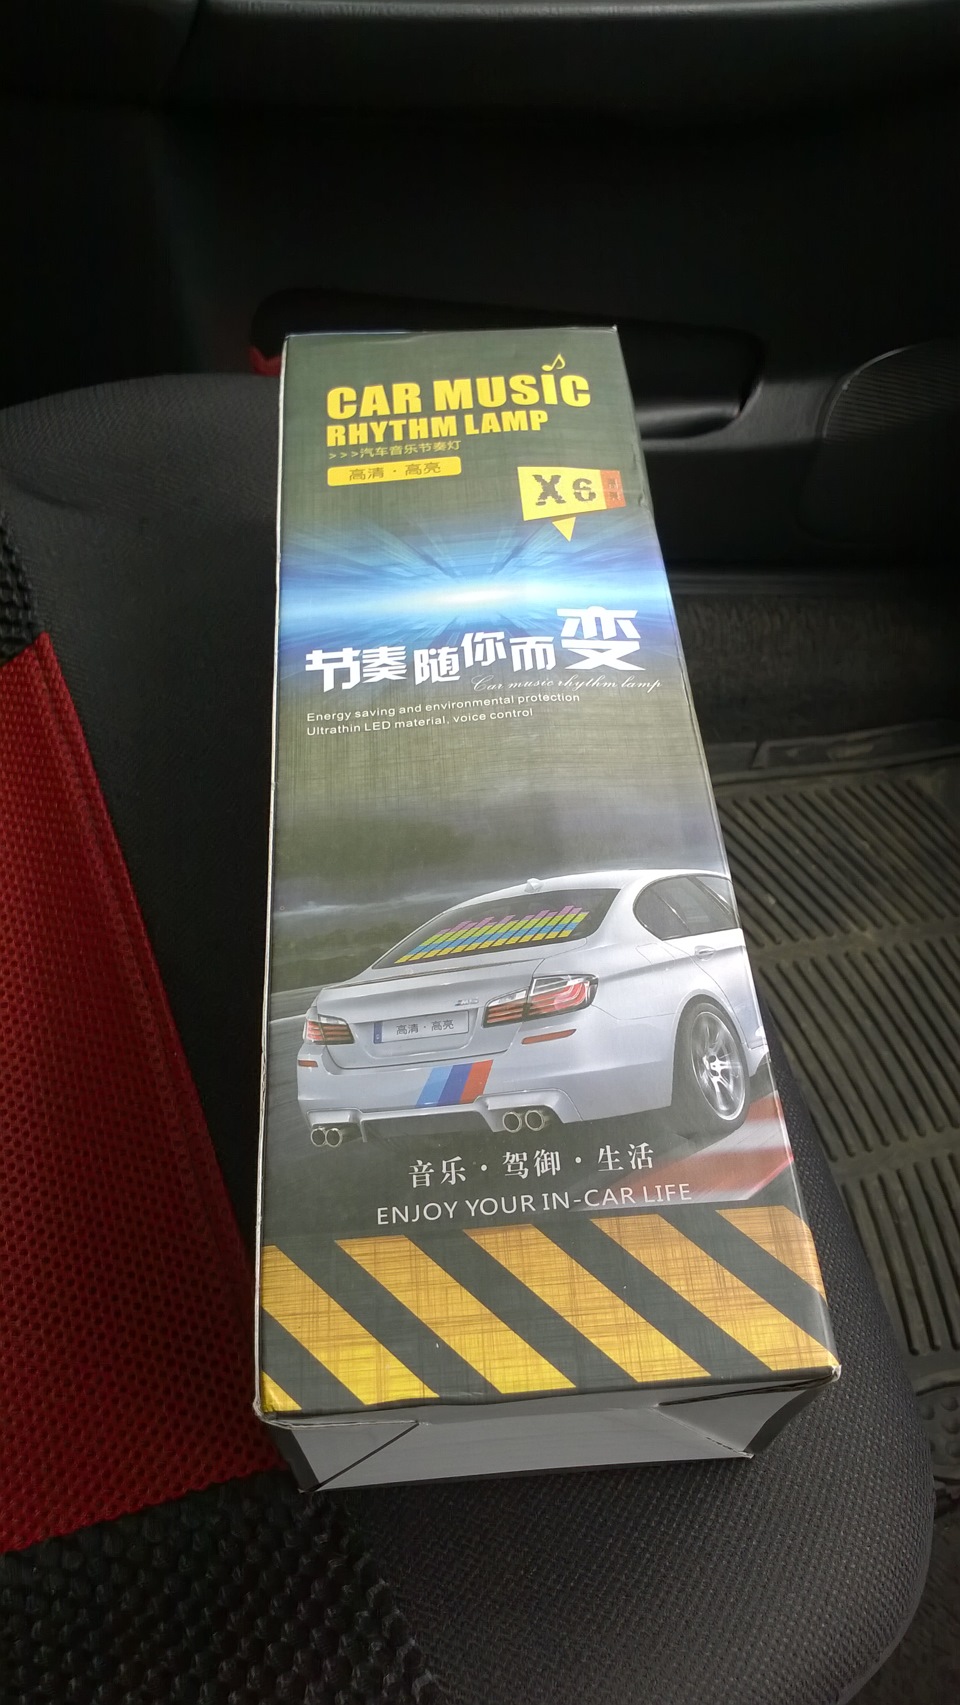 CAR MUSIC
RHYTHM LAMP
>>>汽车音乐节奏灯
高清·高亮
X6
节奏随你而变
Car music rhythm lamp
Energy saving and environmental protection
Ultrathin LED material, voice control
高清·高亮
音乐·驾御·生活
ENJOY YOUR IN-CAR LIFE